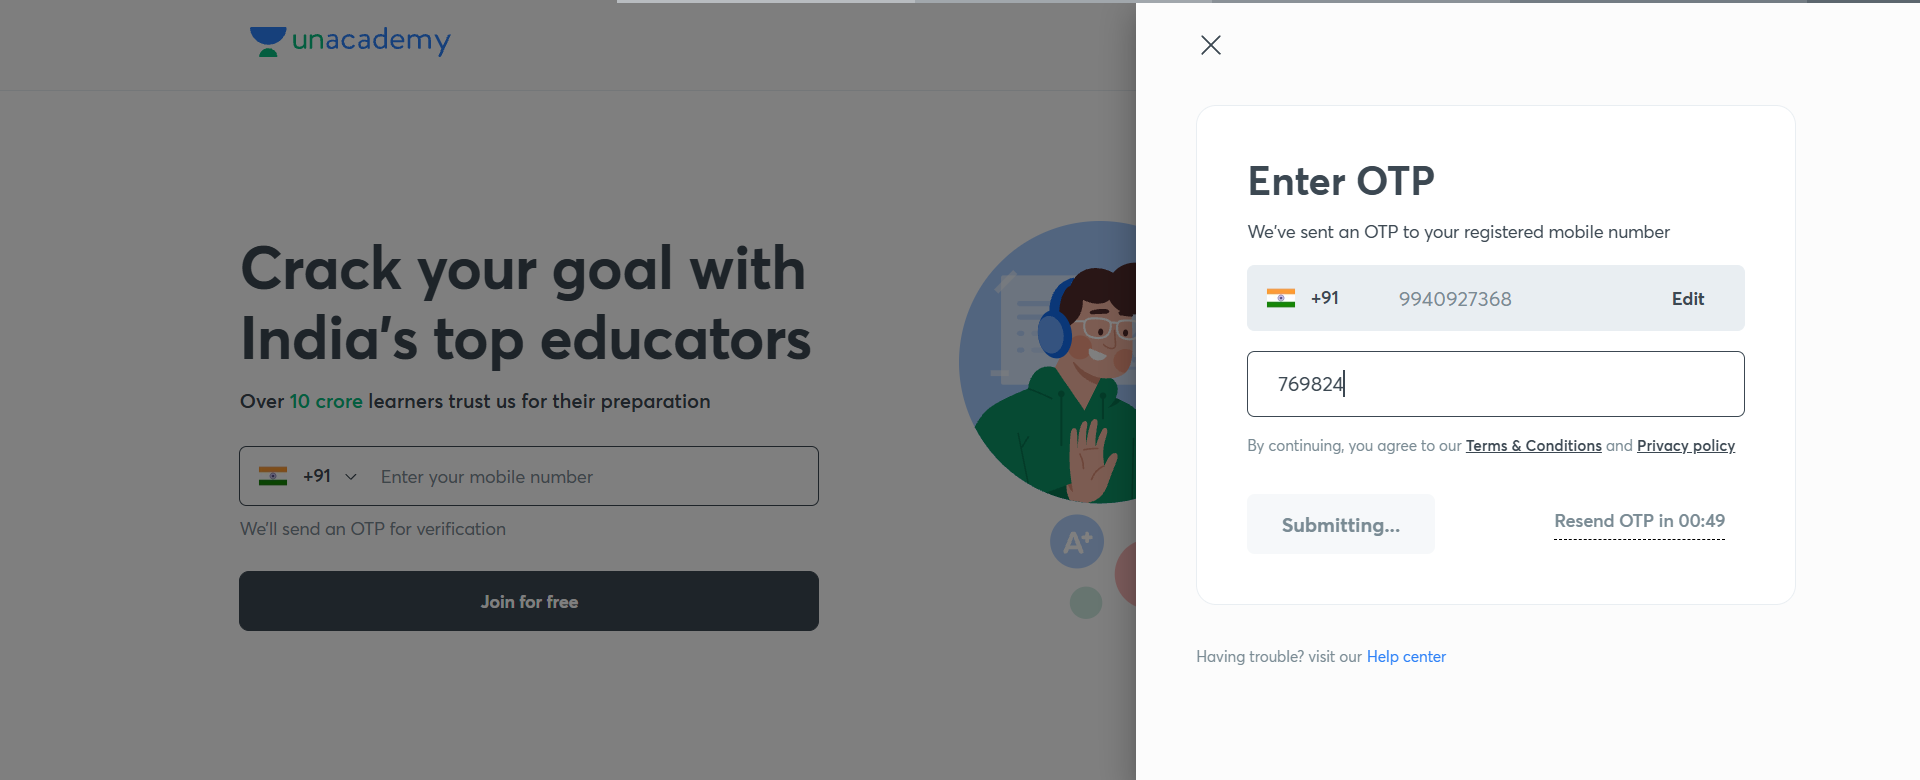 unacademy
Crack your goal with
India's top educators
Over 10 crore learners trust us for their preparation
+91 Enter your mobile number
We'll send an OTP for verification
Join for free
A+
Enter OTP
We've sent an OTP to your registered mobile number
+91 9940927368 Edit
769824
By continuing, you agree to our Terms & Conditions and Privacy policy
Submitting... Resend OTP in 00:49
Having trouble? visit our Help center